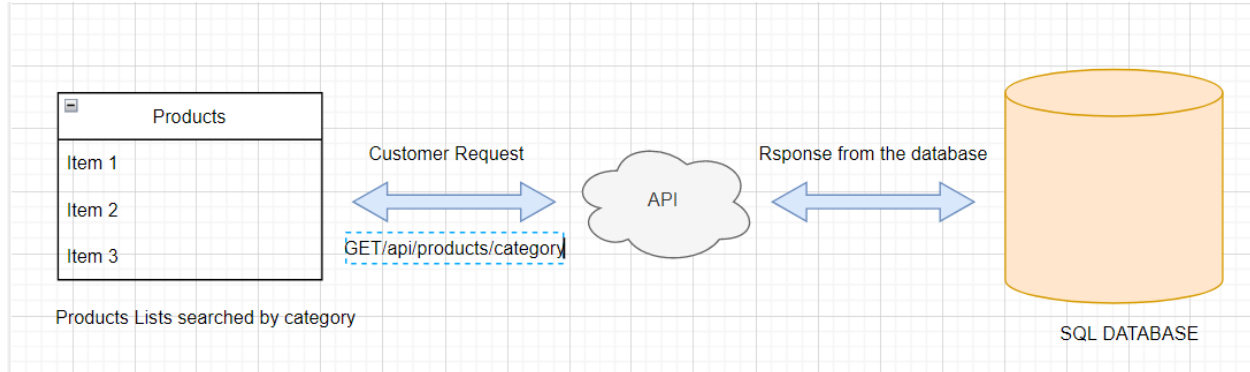 Products
Item 1
Item 2
Item 3
Products Lists searched by category
Customer Request
GET/api/products/category
API
Rsponse from the database
SQL DATABASE